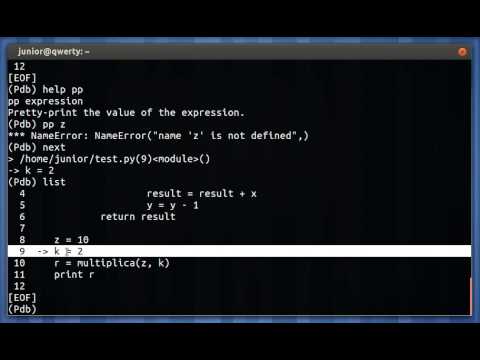 junior@qwerty: ~
12
[EOF]
(Pdb) help pp
pp expression
Pretty-print the value of the expression.
(Pdb) pp z
*** NameError: NameError("name 'z' is not defined",)
(Pdb) next
> /home/junior/test.py(9)<module>()
-> k = 2
(Pdb) list
4 result = result + x
5 y = y - 1
6 return result
7
8 z = 10
9 -> k = 2
10 r = multiplica(z, k)
11 print r
12
[EOF]
(Pdb)